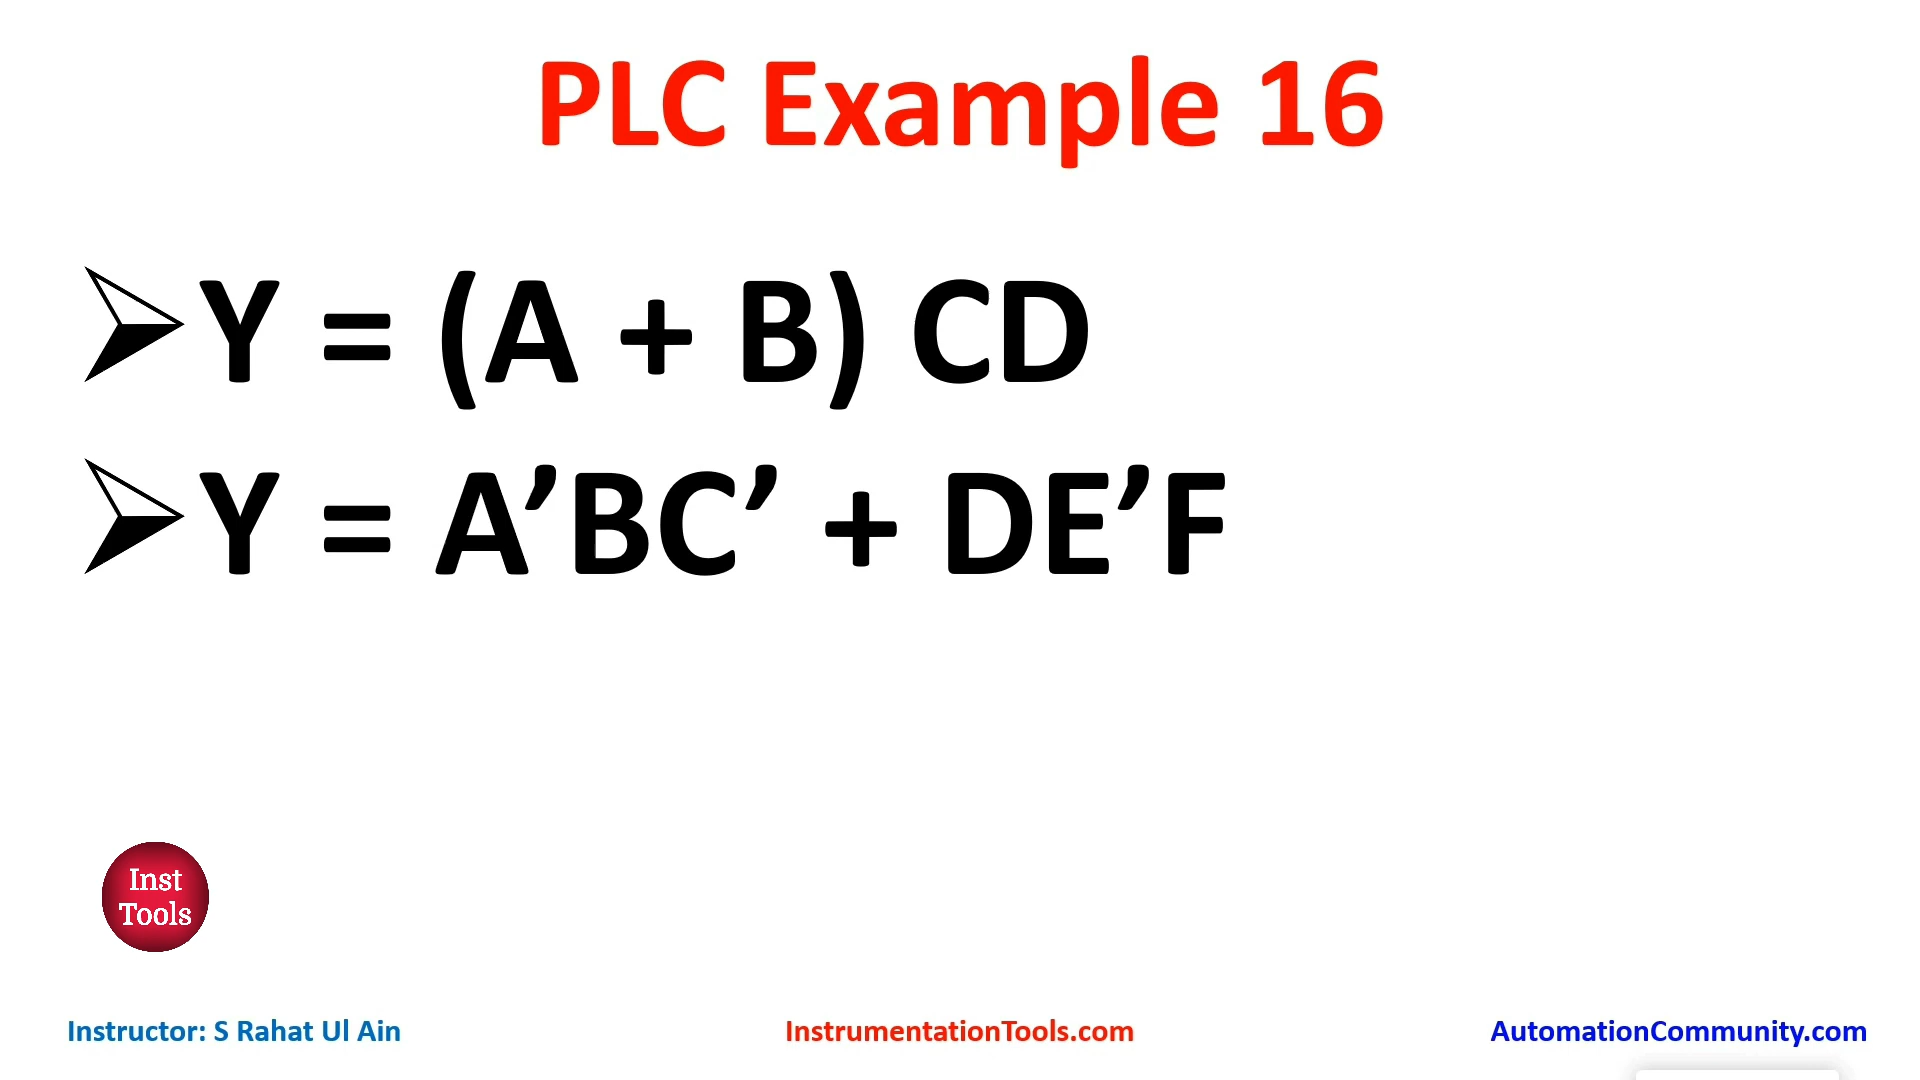 PLC Example 16
Y = (A + B) CD
Y = A’BC’ + DE’F
Inst
Tools
Instructor: S Rahat Ul Ain
InstrumentationTools.com
AutomationCommunity.com